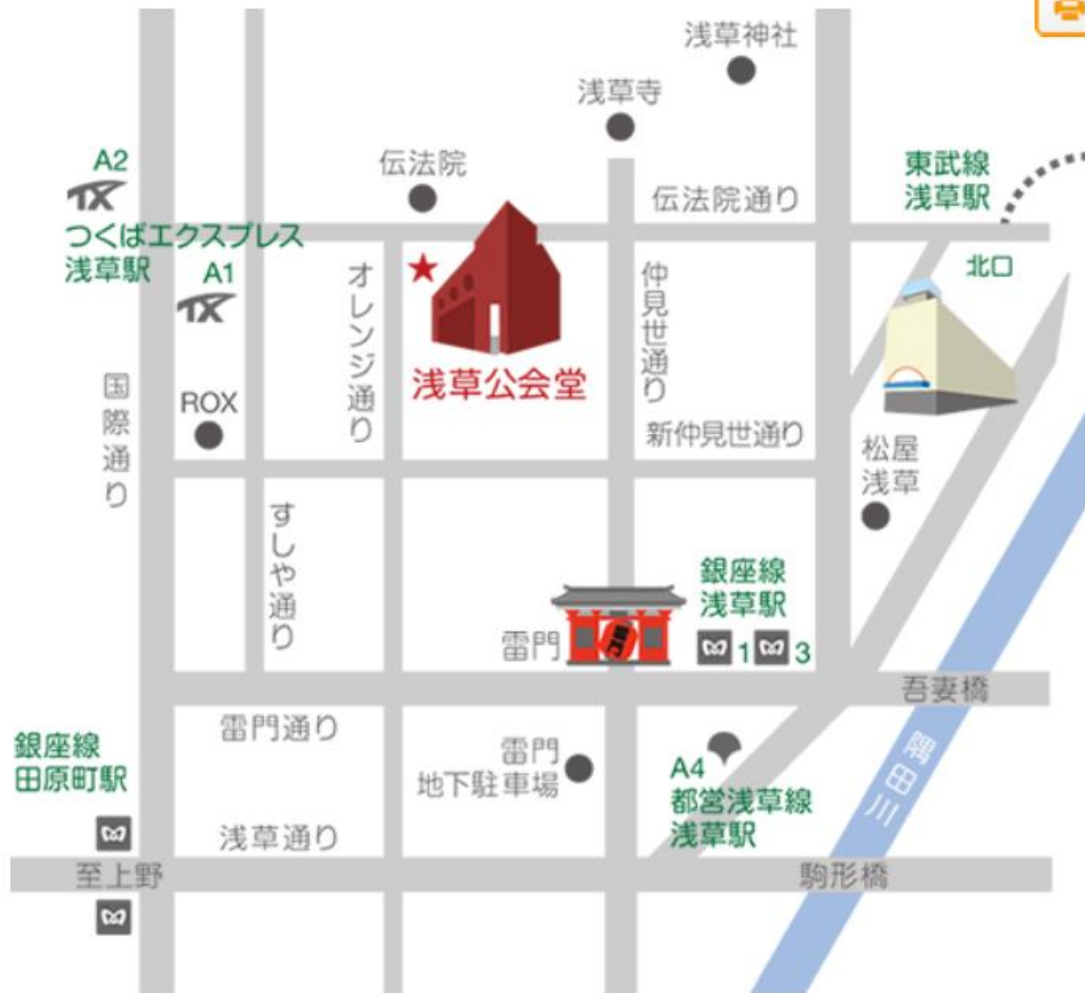 浅草神社
浅草寺
伝法院
A2
TX
つくばエクスプレス
浅草駅
A1
TX
伝法院通り
東武線
浅草駅
北口
オレンジ通り
仲見世通り
浅草公会堂
国際通り
ROX
新仲見世通り
松屋
浅草
すしや通り
銀座線
浅草駅
1
3
雷門
吾妻橋
雷門通り
銀座線
田原町駅
雷門
地下駐車場
A4
都営浅草線
浅草駅
隅田川
浅草通り
至上野
駒形橋